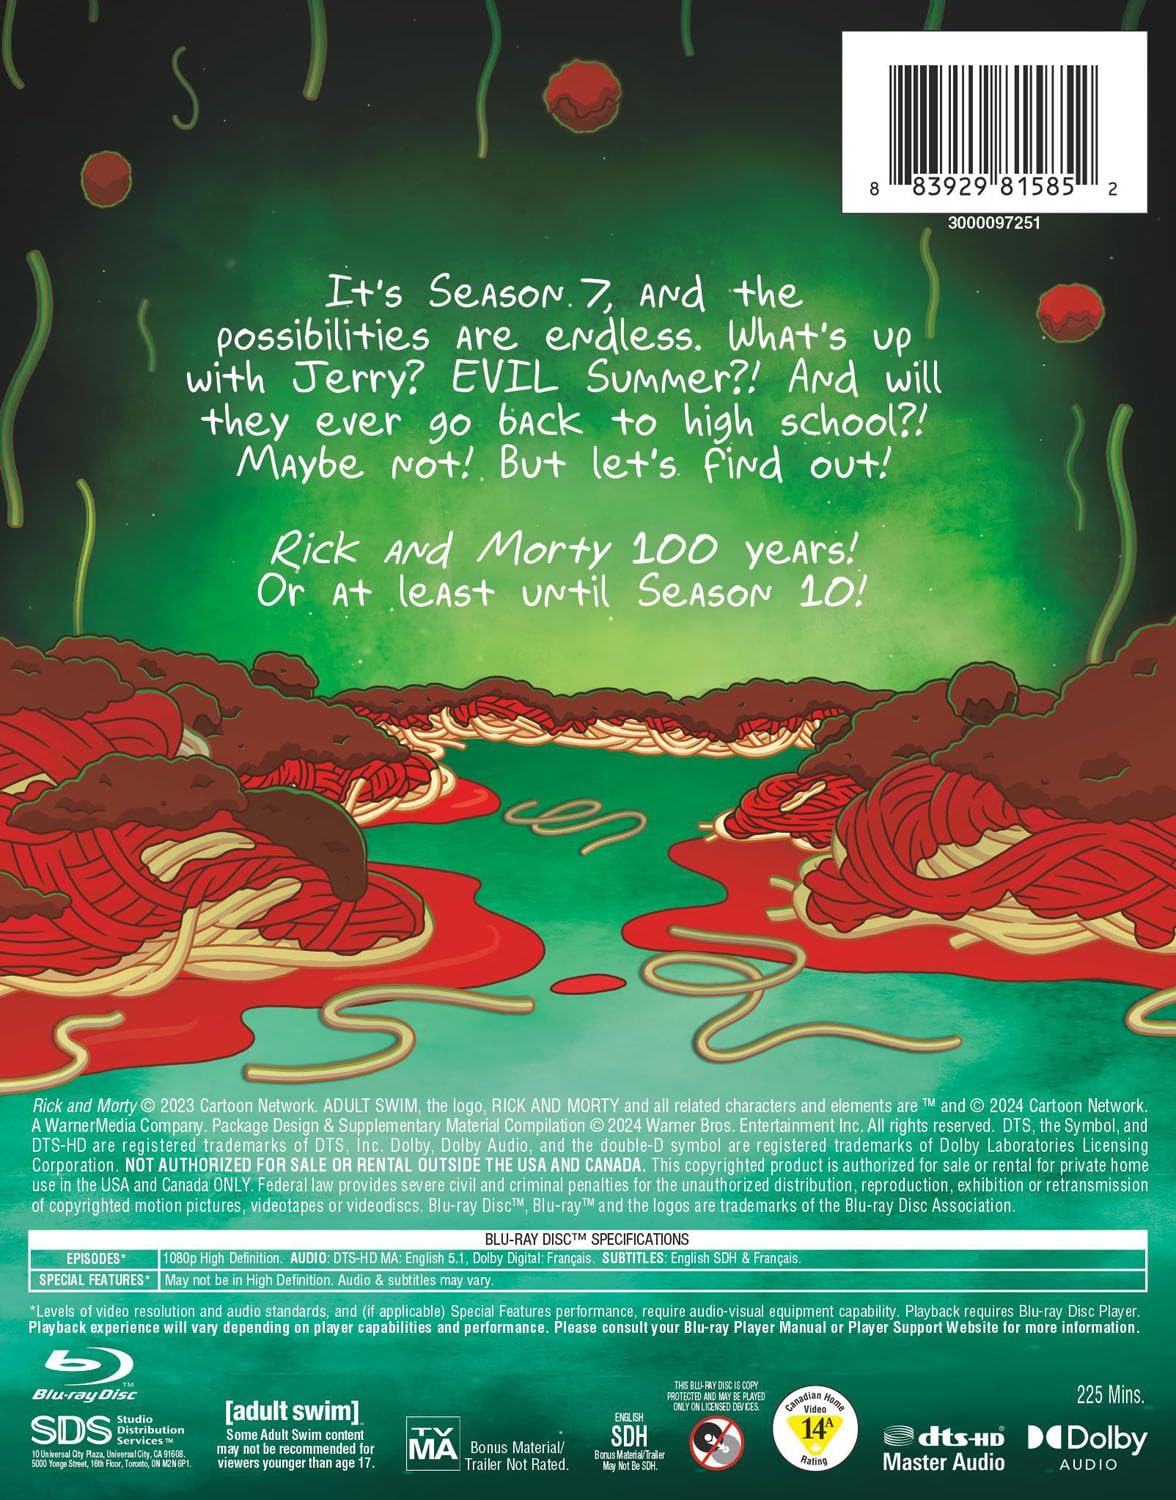 8 83929 81585 2
3000097251
It's Season 7, and the
possibilities are endless. What's up
with Jerry? EVIL Summer?! And will
they ever go back to high school?!
Maybe not! But let's find out!
Rick and Morty 100 years!
Or at least until Season 10!
Rick and Morty © 2023 Cartoon Network. ADULT SWIM, the logo, RICK AND MORTY and all related characters and elements are ™ and © 2024 Cartoon Network.
A WarnerMedia Company. Package Design & Supplementary Material Compilation © 2024 Warner Bros. Entertainment Inc. All rights reserved. DTS, the Symbol, and
DTS-HD are registered trademarks of DTS, Inc. Dolby, Dolby Audio, and the double-D symbol are registered trademarks of Dolby Laboratories Licensing
Corporation. NOT AUTHORIZED FOR SALE OR RENTAL OUTSIDE THE USA AND CANADA. This copyrighted product is authorized for sale or rental for private home
use in the USA and Canada ONLY. Federal law provides severe civil and criminal penalties for the unauthorized distribution, reproduction, exhibition or retransmission
of copyrighted motion pictures, videotapes or videodiscs. Blu-ray Disc™, Blu-ray™ and the logos are trademarks of the Blu-ray Disc Association.
BLU-RAY DISC™ SPECIFICATIONS
EPISODES* 1080p High Definition. AUDIO: DTS-HD MA: English 5.1, Dolby Digital: Français. SUBTITLES: English SDH & Français.
SPECIAL FEATURES* May not be in High Definition. Audio & subtitles may vary.
*Levels of video resolution and audio standards, and (if applicable) Special Features performance, require audio-visual equipment capability. Playback requires Blu-ray Disc Player.
Playback experience will vary depending on player capabilities and performance. Please consult your Blu-ray Player Manual or Player Support Website for more information.
Blu-ray Disc™
SDS Studio
Distribution
Services™
10 Universal City Plaza, Universal City, CA 91608.
5000 Yonge Street, 16th Floor, Toronto, ON M2N 6P1.
[adult swim]™
Some Adult Swim content
may not be recommended for
viewers younger than age 17.
TV
MA
Bonus Material/
Trailer Not Rated.
ENGLISH
SDH
Bonus Material/Trailer
May Not Be SDH.
THIS BLU-RAY DISC IS COPY
PROTECTED AND MAY BE PLAYED
ONLY ON LICENSED DEVICES.
Canadian Home
Video
14A
Rating
225 Mins.
dts-HD
Master Audio
Dolby
AUDIO